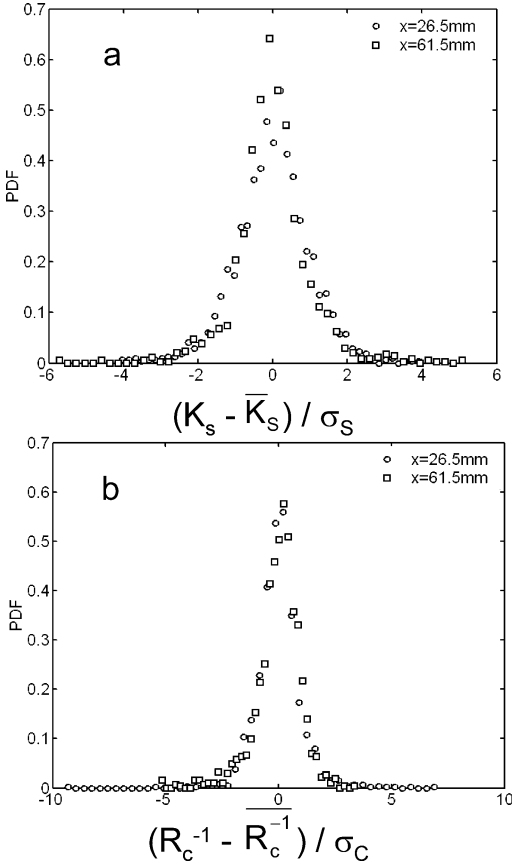 0.7
a
○ x=26.5mm
□ x=61.5mm
0.6
0.5
0.4
PDF
0.3
0.2
0.1
0
-6 -4 -2 0 2 4 6
(Kₛ - K̅_S) / σ_S
0.7
b
○ x=26.5mm
□ x=61.5mm
0.6
0.5
0.4
PDF
0.3
0.2
0.1
0
-10 -5 0 5 10
(R_c⁻¹ - \overline{R_c⁻¹}) / σ_C